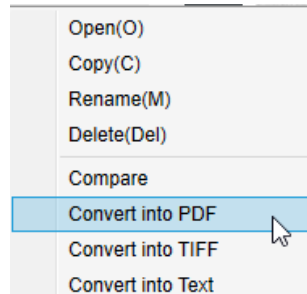 Open(O)
Copy(C)
Rename(M)
Delete(Del)
Compare
Convert into PDF
Convert into TIFF
Convert into Text